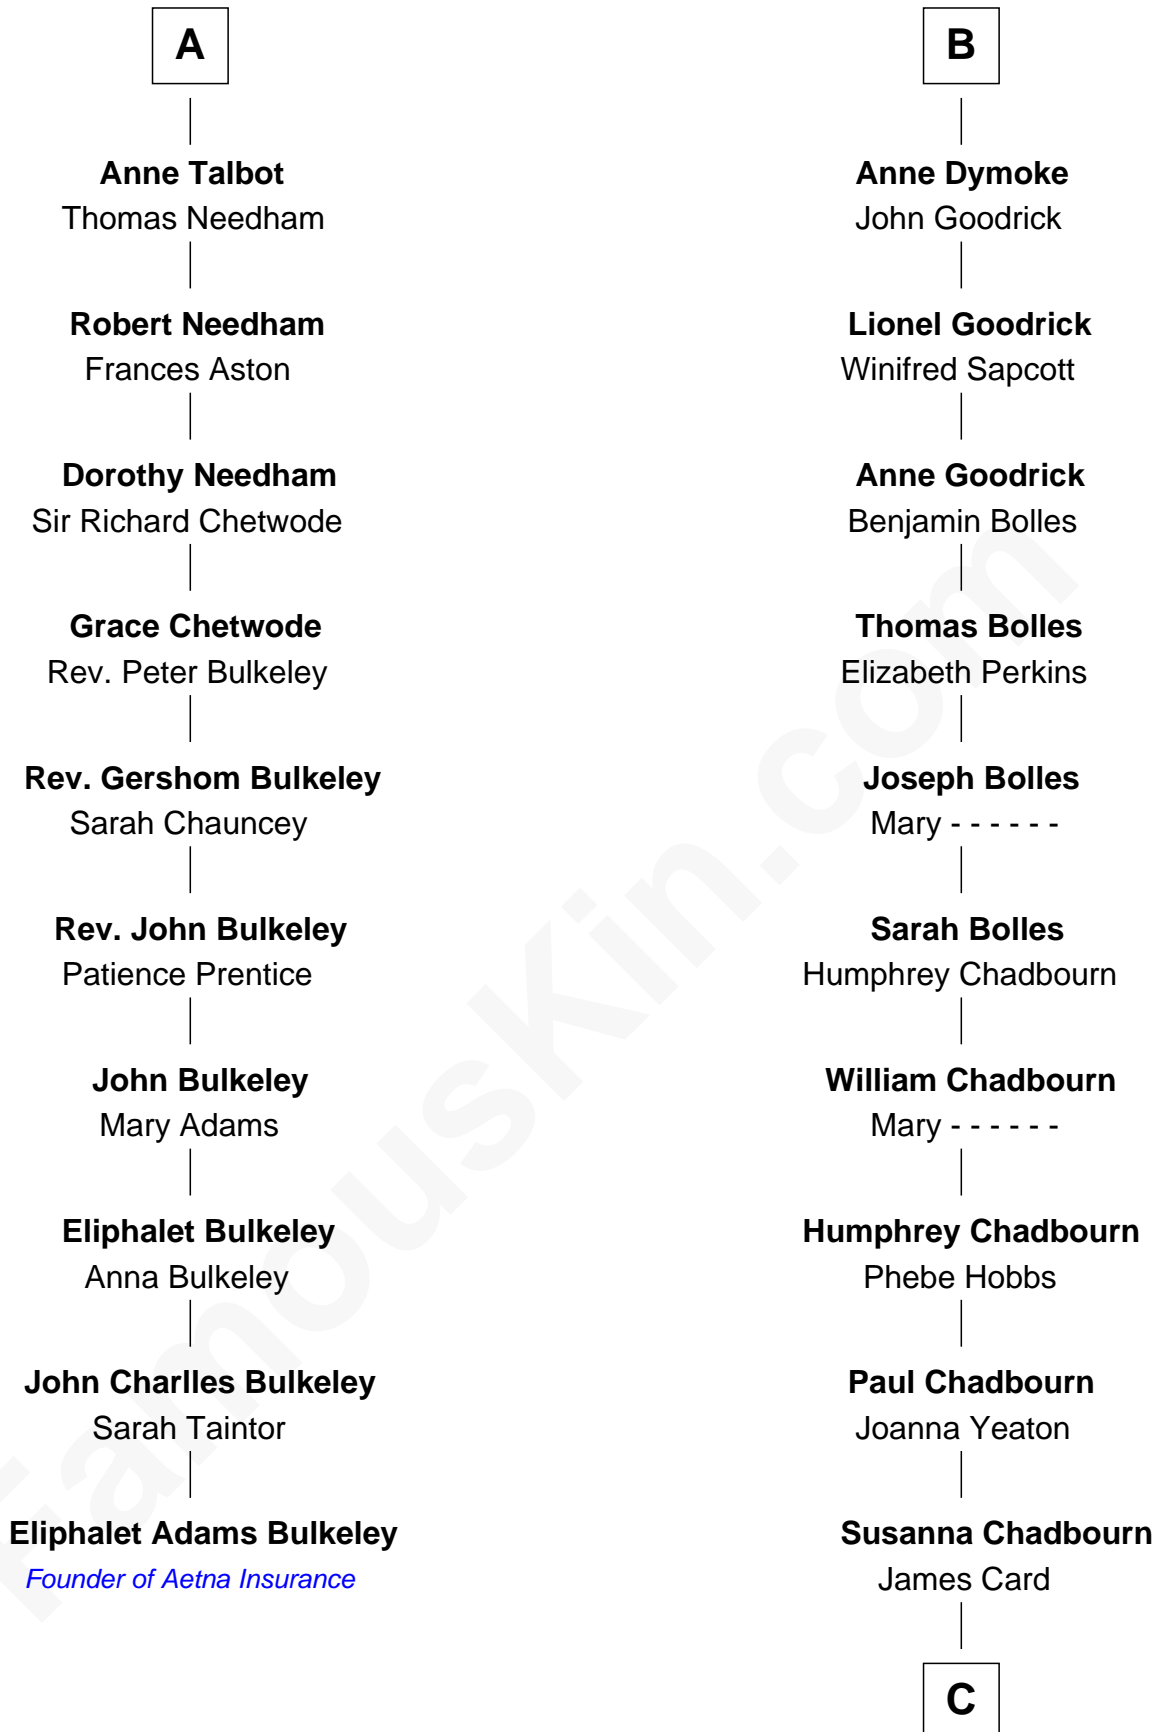 A
Anne Talbot
Thomas Needham
Robert Needham
Frances Aston
Dorothy Needham
Sir Richard Chetwode
Grace Chetwode
Rev. Peter Bulkeley
Rev. Gershom Bulkeley
Sarah Chauncey
Rev. John Bulkeley
Patience Prentice
John Bulkeley
Mary Adams
Eliphalet Bulkeley
Anna Bulkeley
John Charlles Bulkeley
Sarah Taintor
Eliphalet Adams Bulkeley
Founder of Aetna Insurance
B
Anne Dymoke
John Goodrick
Lionel Goodrick
Winifred Sapcott
Anne Goodrick
Benjamin Bolles
Thomas Bolles
Elizabeth Perkins
Joseph Bolles
Mary - - - - - -
Sarah Bolles
Humphrey Chadbourn
William Chadbourn
Mary - - - - - -
Humphrey Chadbourn
Phebe Hobbs
Paul Chadbourn
Joanna Yeaton
Susanna Chadbourn
James Card
C
FamousKin.com